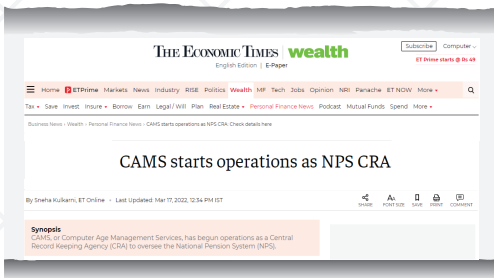 THE ECONOMIC TIMES | wealth
English Edition | E-Paper
Subscribe
Computer
ET Prime starts @ Rs 49
Home ETPrime Markets News Industry RISE Politics Wealth MF Tech Jobs Opinion NRI Panache ET NOW More
Tax Save Invest Insure Borrow Earn Legal / Will Plan Real Estate Personal Finance News Podcast Mutual Funds Spend More
Business News › Wealth › Personal Finance News › CAMS starts operations as NPS CRA: Check details here
CAMS starts operations as NPS CRA
By Sneha Kulkarni, ET Online • Last Updated: Mar 17, 2022, 12:34 PM IST
SHARE FONT SIZE SAVE PRINT COMMENT
Synopsis
CAMS, or Computer Age Management Services, has begun operations as a Central
Record Keeping Agency (CRA) to oversee the National Pension System (NPS).